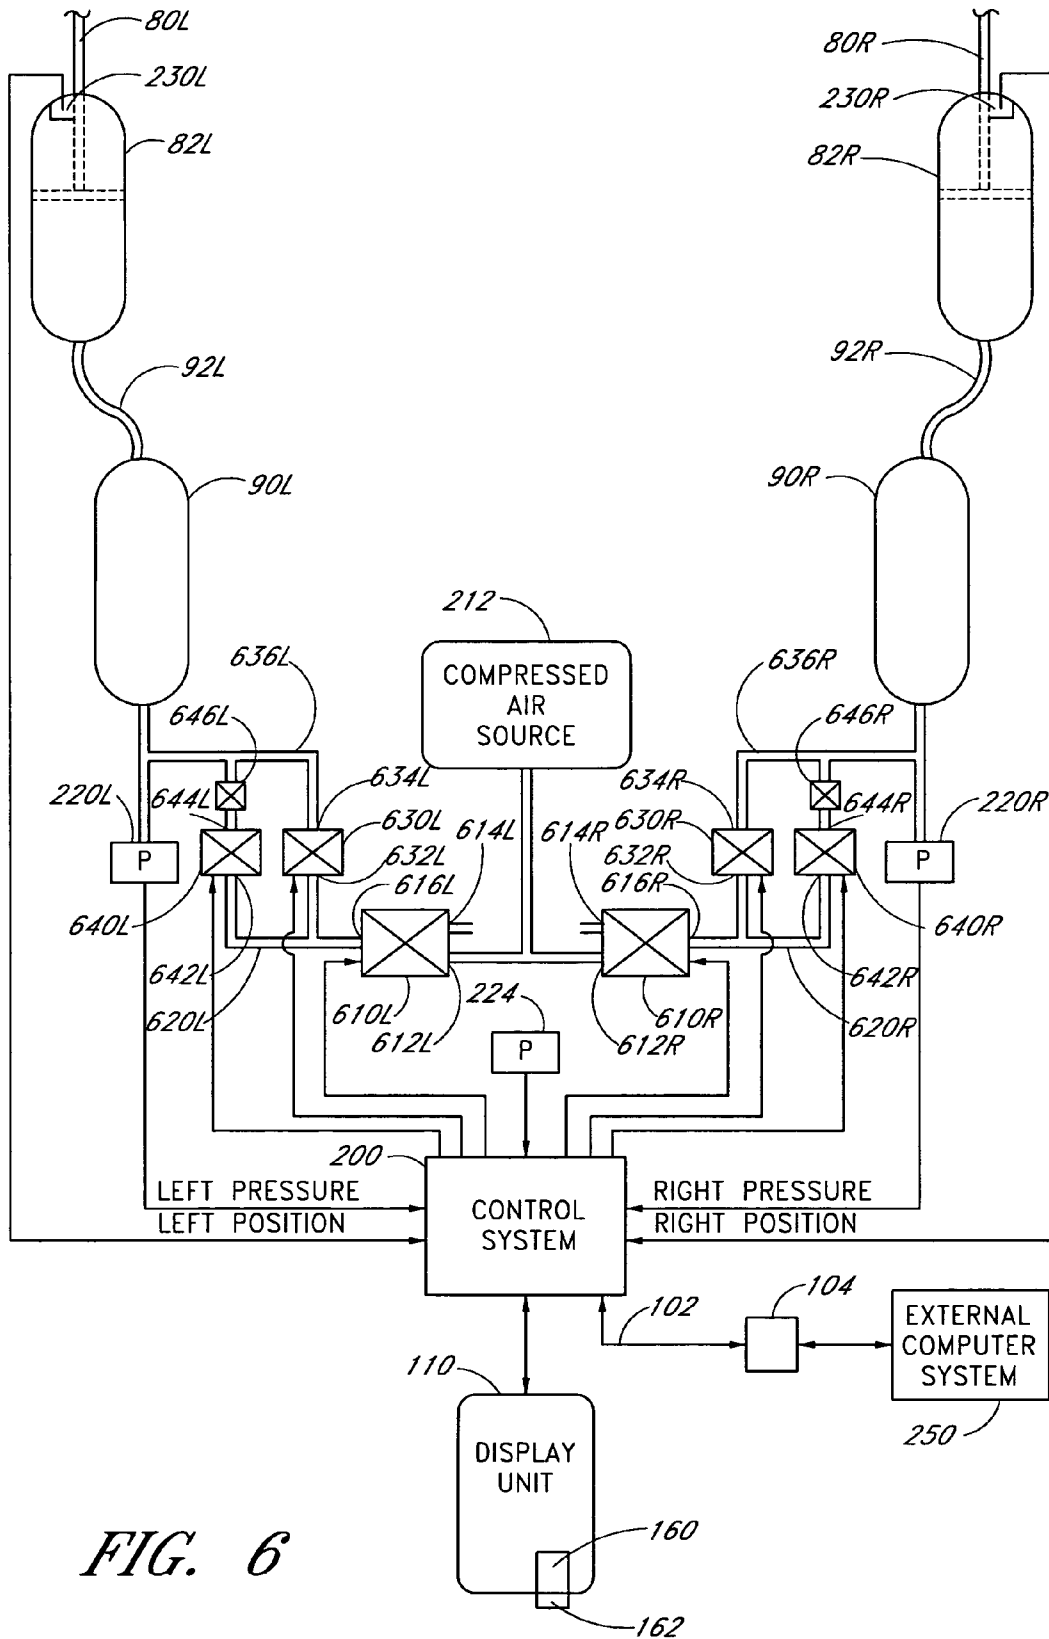 80L
80R
230L
230R
82L
82R
92L
92R
90L
90R
212
COMPRESSED
AIR
SOURCE
636L
636R
646L
646R
634L
634R
220L
220R
644L
644R
630L
630R
614L
614R
P
P
632L
632R
616L
616R
640L
640R
642L
642R
224
620L
620R
610L
610R
612L
612R
P
200
LEFT PRESSURE
RIGHT PRESSURE
LEFT POSITION
RIGHT POSITION
CONTROL
SYSTEM
102
104
EXTERNAL
COMPUTER
SYSTEM
250
110
DISPLAY
UNIT
160
162
FIG. 6